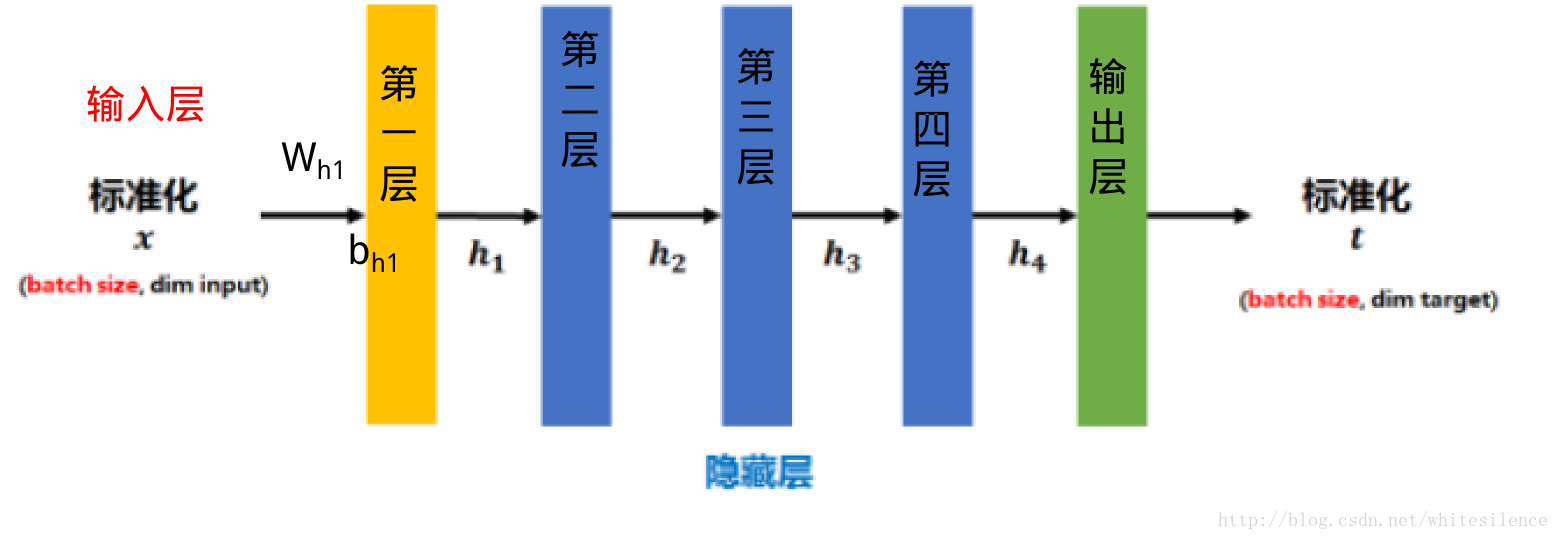 输入层
标准化
x
(batch size, dim input)
Wh1
bh1
第一层
h1
第二层
h2
第三层
h3
第四层
h4
输出层
标准化
t
(batch size, dim target)
隐藏层
http://blog.csdn.net/whitesilence